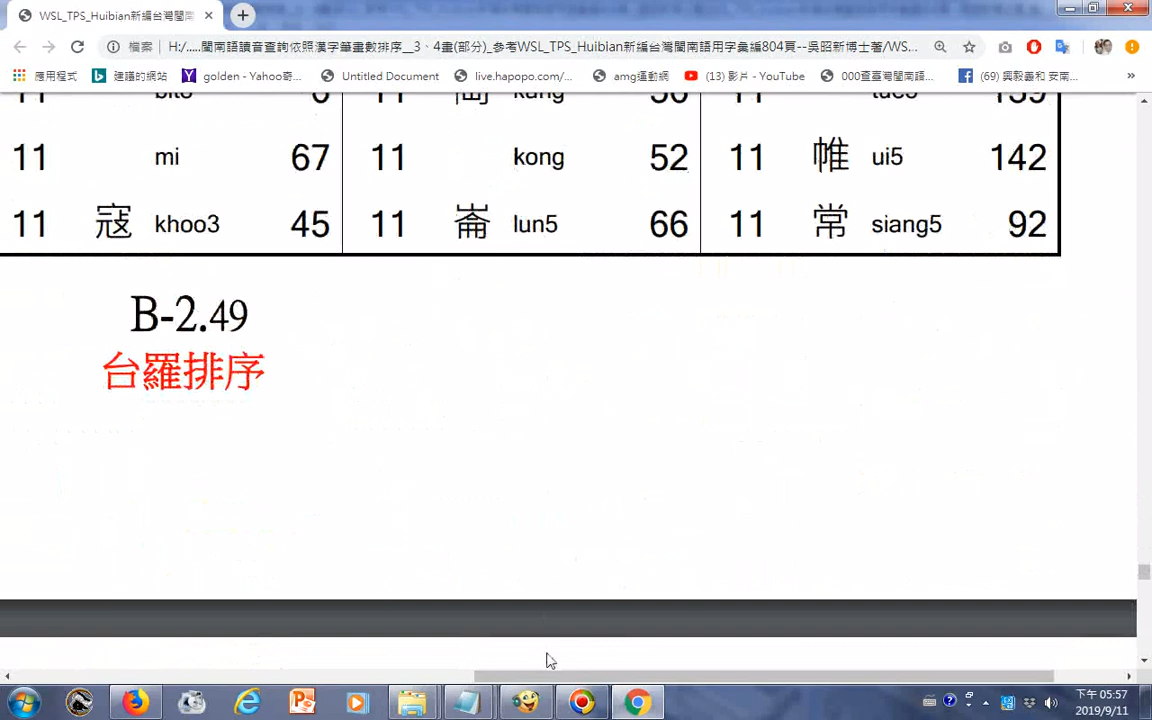 WSL_TPS_Huibian新編台灣閩南
檔案 H:/.....閩南語讀音查詢依照漢字筆畫數排序__3、4畫(部分)_參考WSL_TPS_Huibian新編台灣閩南語用字彙編804頁--吳昭新博士著/WS...
應用程式 建議的網站 golden - Yahoo奇... Untitled Document live.hapopo.com/... amg運動網 (13) 影片 - YouTube 000查臺灣閩南語... (69) 興毅義和 安南... »
11 mi 67 11 kong 52 11 帷 ui5 142
11 寇 khoo3 45 11 崙 lun5 66 11 常 siang5 92
B-2.49
台羅排序
下午 05:57
2019/9/11